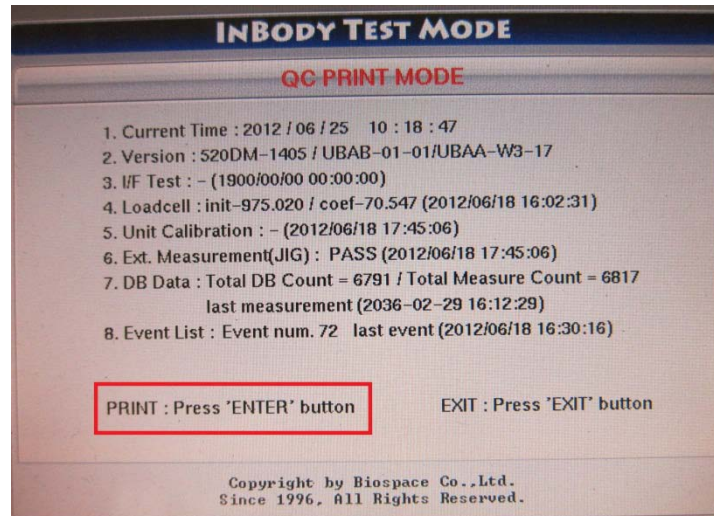 INBODY TEST MODE
QC PRINT MODE
1. Current Time : 2012 / 06 / 25 10 : 18 : 47
2. Version : 520DM-1405 / UBAB-01-01/UBAA-W3-17
3. I/F Test : - (1900/00/00 00:00:00)
4. Loadcell : init-975.020 / coef-70.547 (2012/06/18 16:02:31)
5. Unit Calibration : - (2012/06/18 17:45:06)
6. Ext. Measurement(JIG) : PASS (2012/06/18 17:45:06)
7. DB Data : Total DB Count = 6791 / Total Measure Count = 6817
last measurement (2036-02-29 16:12:29)
8. Event List : Event num. 72 last event (2012/06/18 16:30:16)
PRINT : Press 'ENTER' button EXIT : Press 'EXIT' button
Copyright by Biospace Co.,Ltd.
Since 1996, All Rights Reserved.